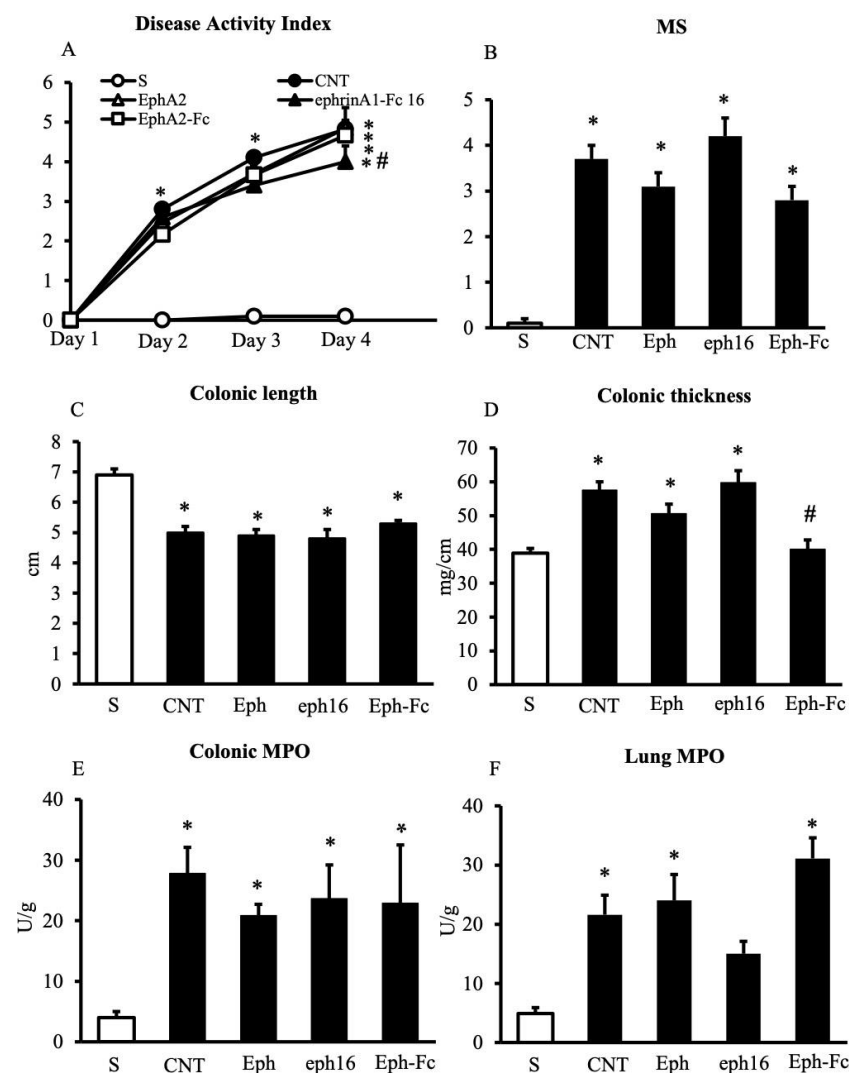 Disease Activity Index
A
S
CNT
EphA2
ephrinA1-Fc 16
EphA2-Fc
6
5
4
3
2
1
0
*
*
*
*
*
* #
Day 1 Day 2 Day 3 Day 4
MS
B
5
4
3
2
1
0
* * * *
S CNT Eph eph16 Eph-Fc
Colonic length
C
8
7
6
5
4
3
2
1
0
cm
* * * *
S CNT Eph eph16 Eph-Fc
Colonic thickness
D
70
60
50
40
30
20
10
0
mg/cm
* * * #
S CNT Eph eph16 Eph-Fc
Colonic MPO
E
40
30
20
10
0
U/g
* * * *
S CNT Eph eph16 Eph-Fc
Lung MPO
F
40
30
20
10
0
U/g
* * *
S CNT Eph eph16 Eph-Fc